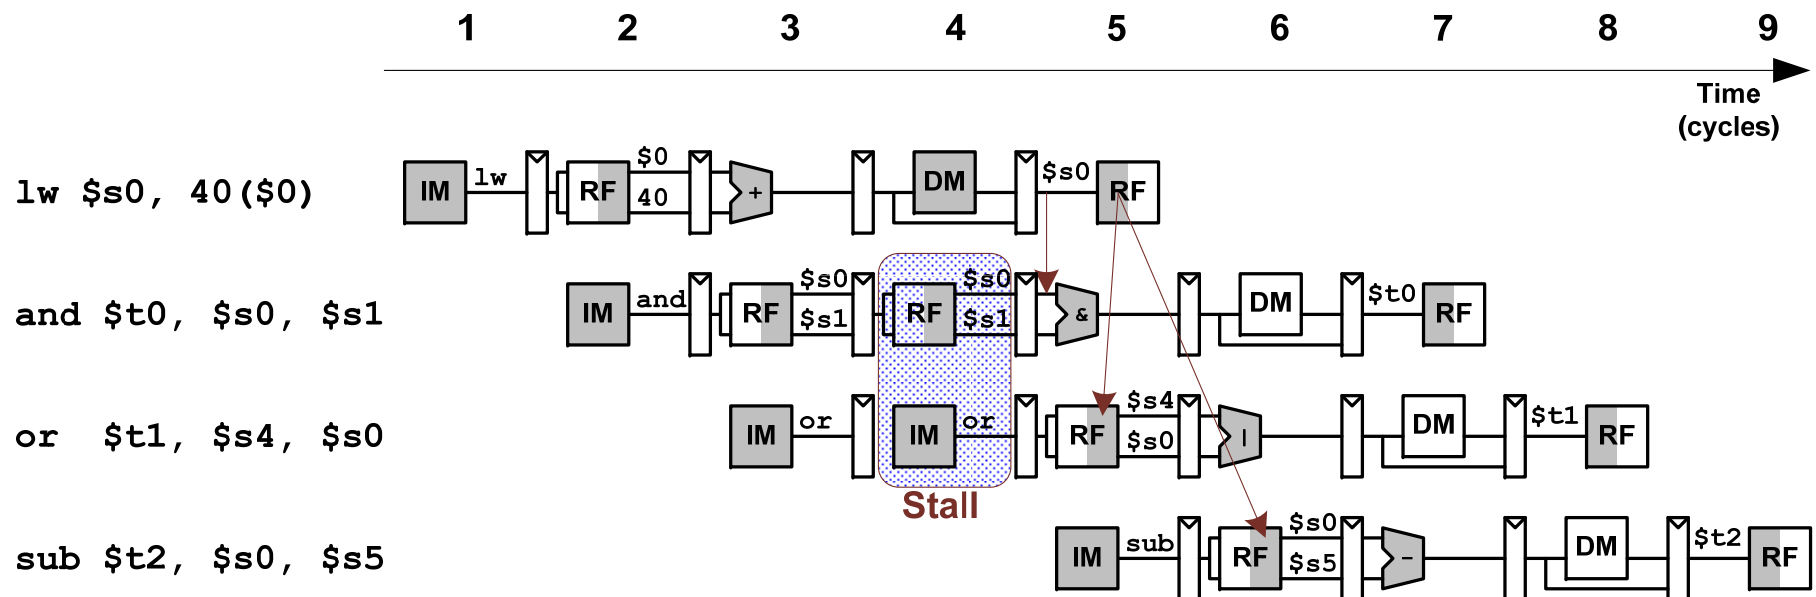 1 2 3 4 5 6 7 8 9
Time
(cycles)
lw $s0, 40($0) IM lw RF $0 40 + DM $s0 RF
and $t0, $s0, $s1 IM and RF $s0 $s1 RF $s0 $s1 & DM $t0 RF
or $t1, $s4, $s0 IM or IM or RF $s4 $s0 | DM $t1 RF
Stall
sub $t2, $s0, $s5 IM sub RF $s0 $s5 - DM $t2 RF